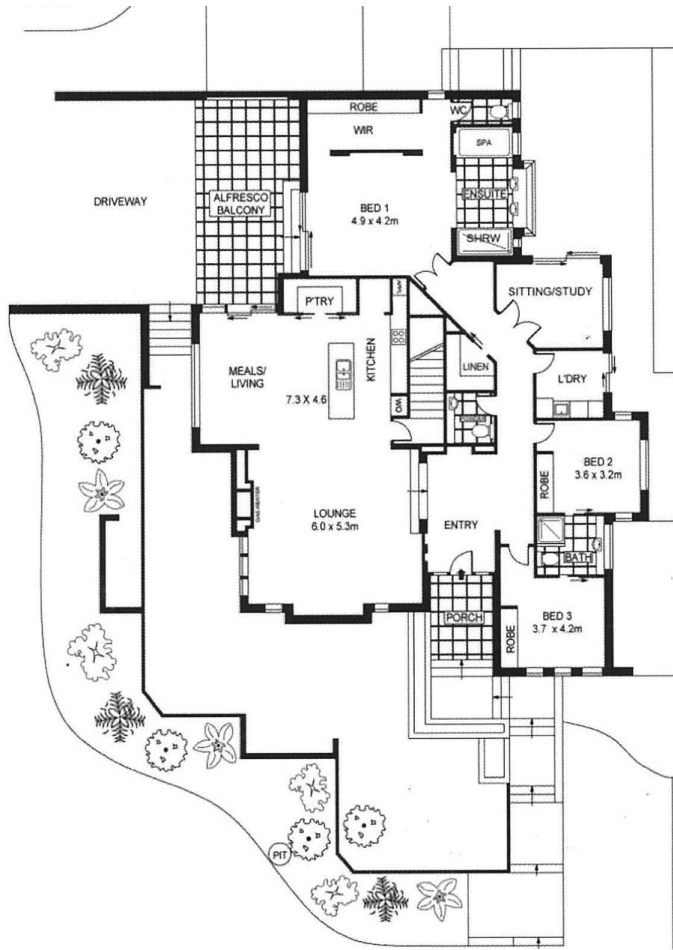 ROBE
WIR
WC
SPA
DRIVEWAY
ALFRESCO
BALCONY
ENSUITE
BED 1
4.9 x 4.2m
SHRW
SITTING/STUDY
P'TRY
KITCHEN
MEALS/
LIVING
7.3 X 4.6
LINEN
L'DRY
WO
BED 2
3.6 x 3.2m
ROBE
GAS HEATER
LOUNGE
6.0 x 5.3m
ENTRY
BATH
PORCH
BED 3
3.7 x 4.2m
ROBE
PIT